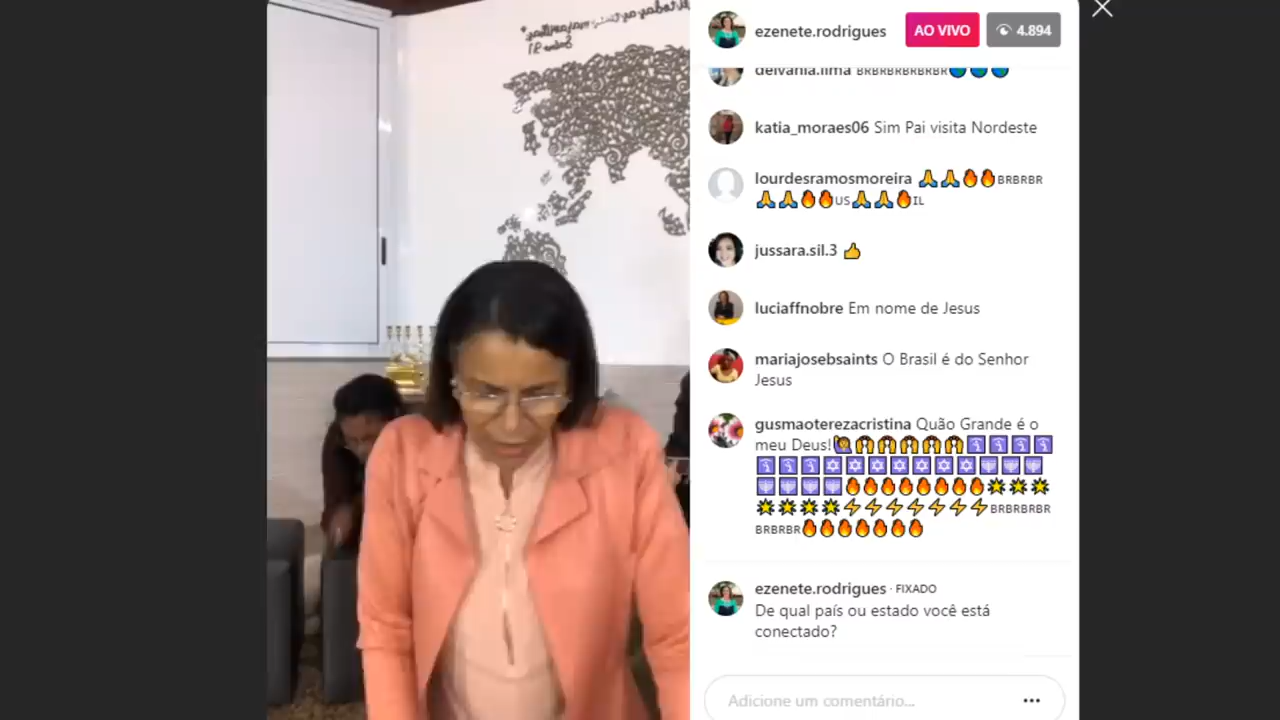 ezenete.rodrigues AO VIVO 4.894
delvania.lima BRBRBRBRBRBR🌎🌎🌎
katia_moraes06 Sim Pai visita Nordeste
lourdesramosmoreira 🙏🙏🔥🔥BRBRBR
🙏🙏🔥🔥US🙏🙏🔥IL
jussara.sil.3 👍
luciaffnobre Em nome de Jesus
mariajosebsaints O Brasil é do Senhor
Jesus
gusmaoterezacristina Quão Grande é o
meu Deus!🙋🙌🙌🙌🙌🙌🛐🛐🛐🛐
🛐🛐🛐✡✡✡✡✡✡✡🕎🕎🕎
🕎🕎🕎🕎🔥🔥🔥🔥🔥🔥🔥🔥🌟🌟🌟
🌟🌟🌟🌟⚡⚡⚡⚡⚡⚡⚡BRBRBRBR
BRBRBR🔥🔥🔥🔥🔥🔥🔥
ezenete.rodrigues · FIXADO
De qual país ou estado você está
conectado?
Adicione um comentário...